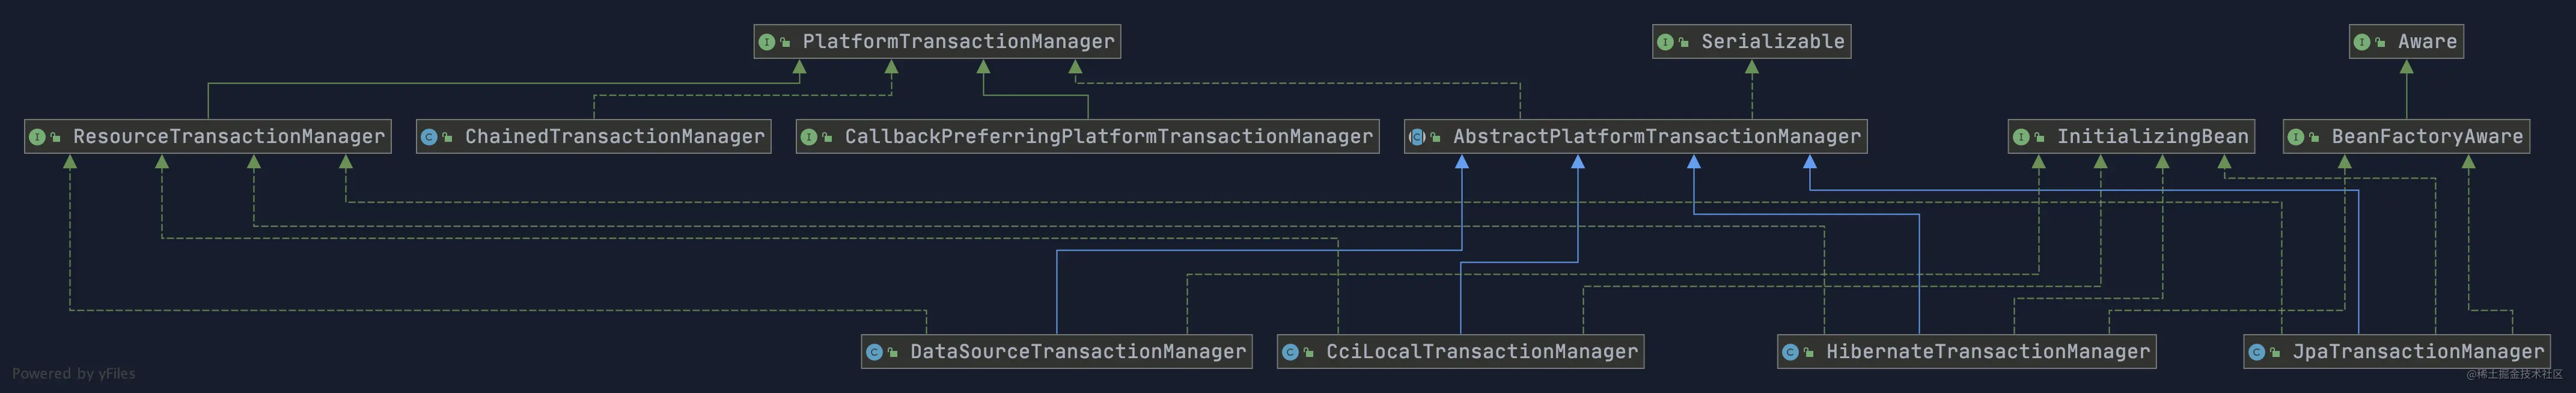 PlatformTransactionManager
Serializable
Aware
ResourceTransactionManager
ChainedTransactionManager
CallbackPreferringPlatformTransactionManager
AbstractPlatformTransactionManager
InitializingBean
BeanFactoryAware
DataSourceTransactionManager
CciLocalTransactionManager
HibernateTransactionManager
JpaTransactionManager
Powered by yFiles
@稀土掘金技术社区